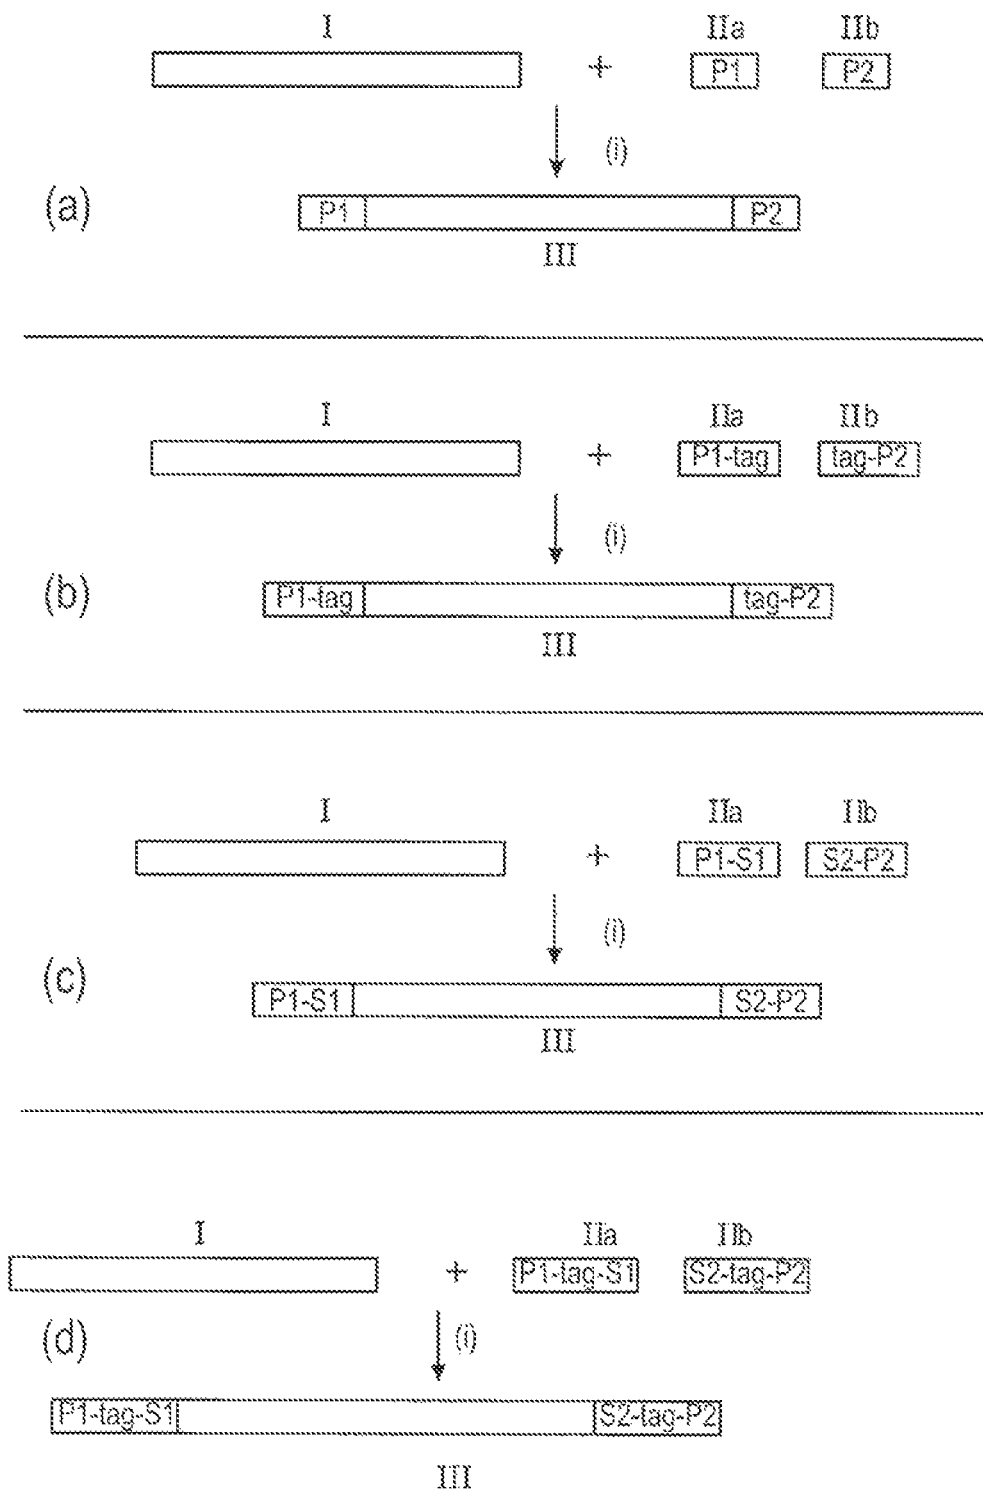 I IIa IIb
+ P1 P2
(i)
(a) P1 P2
III
I IIa IIb
+ P1-tag tag-P2
(i)
(b) P1-tag tag-P2
III
I IIa IIb
+ P1-S1 S2-P2
(i)
(c) P1-S1 S2-P2
III
I IIa IIb
+ P1-tag-S1 S2-tag-P2
(d) (i)
P1-tag-S1 S2-tag-P2
III